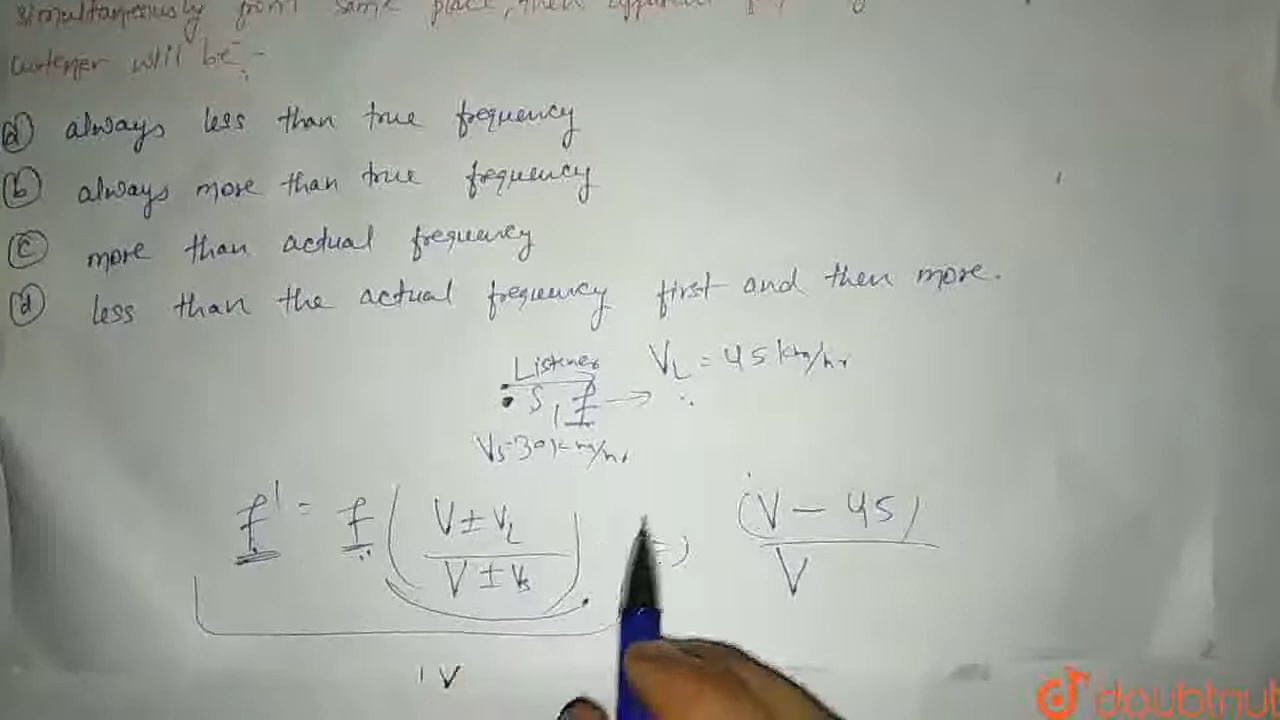 simultaneously from same place, then
listener will be :-
(a) always less than true frequency
(b) always more than true frequency
(c) more than actual frequency
(d) less than the actual frequency first and then more.
Listener V_L = 45 km/hr
S, f →
V_S = 30 km/hr
f' = f ( (V ± V_L) / (V ± V_S) ) ⇒ (V - 45) / V
doubtnut